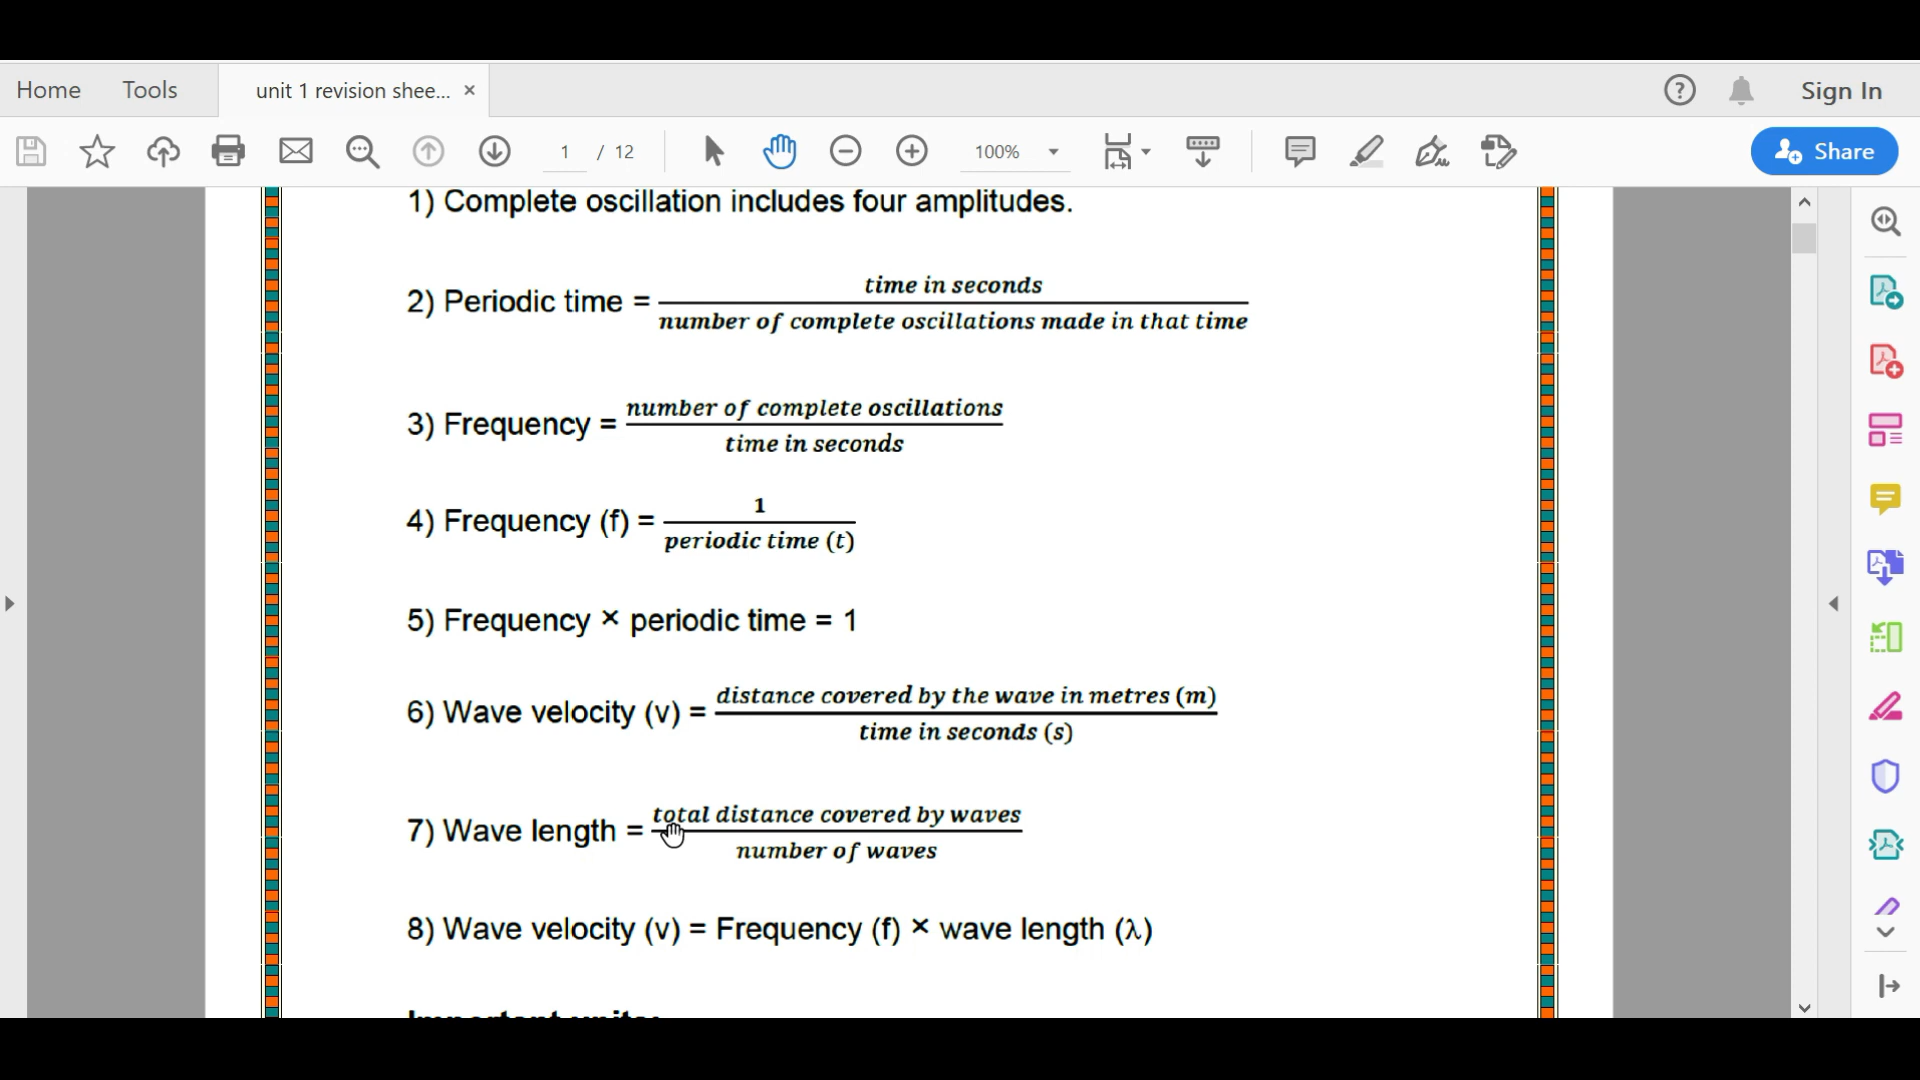 Home Tools unit 1 revision shee... × ? Sign In
1 / 12 100% Share
1) Complete oscillation includes four amplitudes.
2) Periodic time = time in seconds / number of complete oscillations made in that time
3) Frequency = number of complete oscillations / time in seconds
4) Frequency (f) = 1 / periodic time (t)
5) Frequency × periodic time = 1
6) Wave velocity (v) = distance covered by the wave in metres (m) / time in seconds (s)
7) Wave length = total distance covered by waves / number of waves
8) Wave velocity (v) = Frequency (f) × wave length (λ)
Important units: